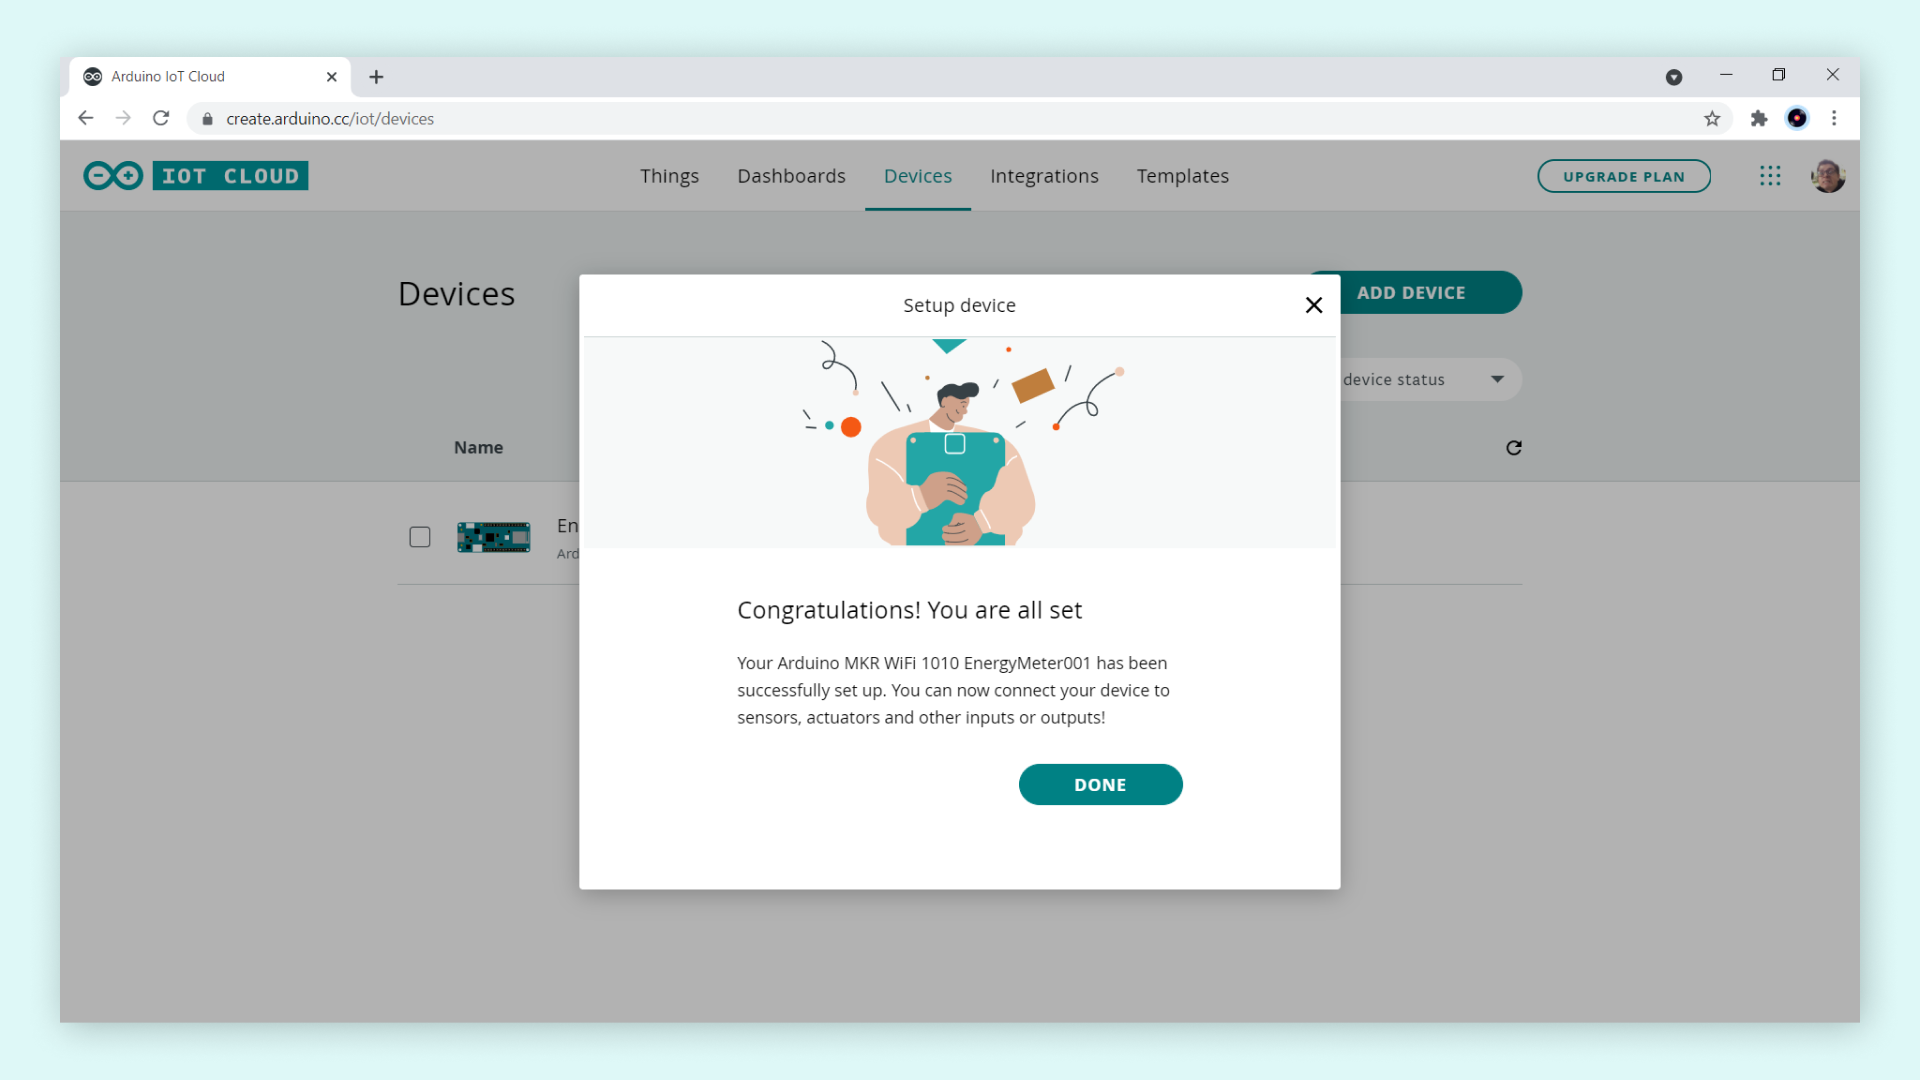 Arduino IoT Cloud
create.arduino.cc/iot/devices
IOT CLOUD
Things
Dashboards
Devices
Integrations
Templates
UPGRADE PLAN
Devices
ADD DEVICE
device status
Name
En
Ard
Setup device
Congratulations! You are all set
Your Arduino MKR WiFi 1010 EnergyMeter001 has been
successfully set up. You can now connect your device to
sensors, actuators and other inputs or outputs!
DONE